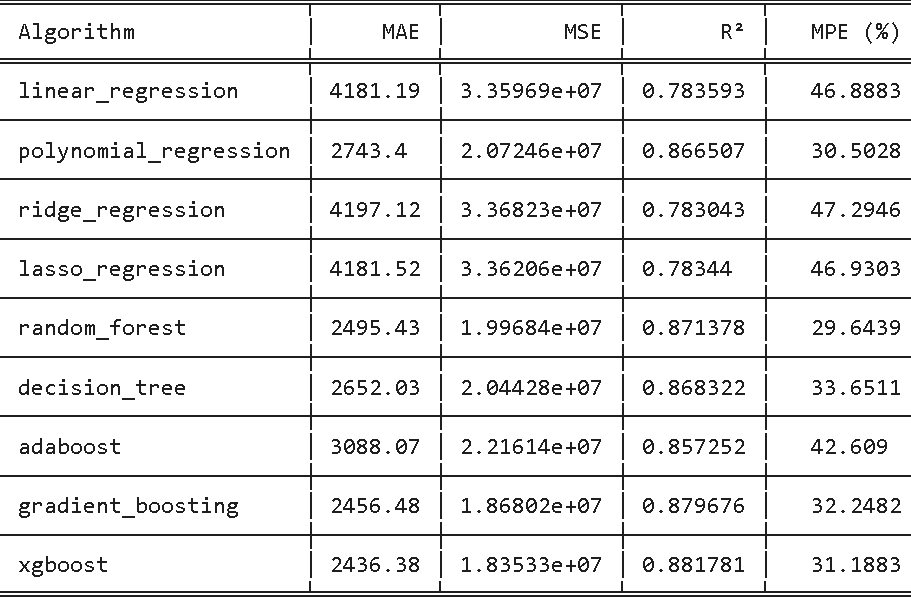 Algorithm MAE MSE R² MPE (%)
linear_regression 4181.19 3.35969e+07 0.783593 46.8883
polynomial_regression 2743.4 2.07246e+07 0.866507 30.5028
ridge_regression 4197.12 3.36823e+07 0.783043 47.2946
lasso_regression 4181.52 3.36206e+07 0.78344 46.9303
random_forest 2495.43 1.99684e+07 0.871378 29.6439
decision_tree 2652.03 2.04428e+07 0.868322 33.6511
adaboost 3088.07 2.21614e+07 0.857252 42.609
gradient_boosting 2456.48 1.86802e+07 0.879676 32.2482
xgboost 2436.38 1.83533e+07 0.881781 31.1883